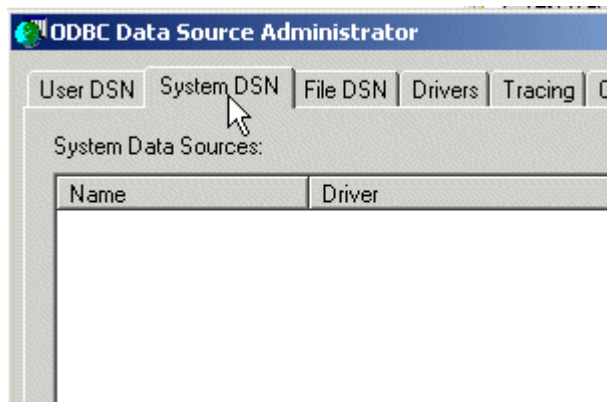 ODBC Data Source Administrator
User DSN System DSN File DSN Drivers Tracing
System Data Sources:
Name Driver